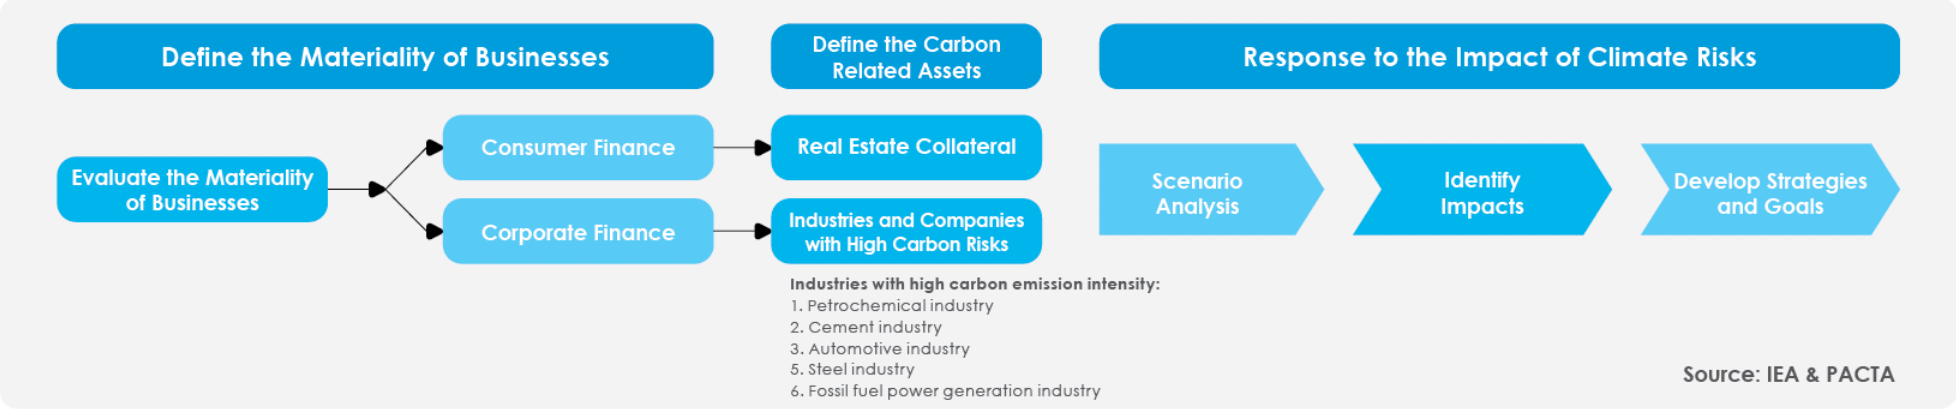 Define the Materiality of Businesses
Define the Carbon
Related Assets
Response to the Impact of Climate Risks
Evaluate the Materiality
of Businesses
Consumer Finance
Corporate Finance
Real Estate Collateral
Industries and Companies
with High Carbon Risks
Industries with high carbon emission intensity:
1. Petrochemical industry
2. Cement industry
3. Automotive industry
5. Steel industry
6. Fossil fuel power generation industry
Scenario
Analysis
Identify
Impacts
Develop Strategies
and Goals
Source: IEA & PACTA